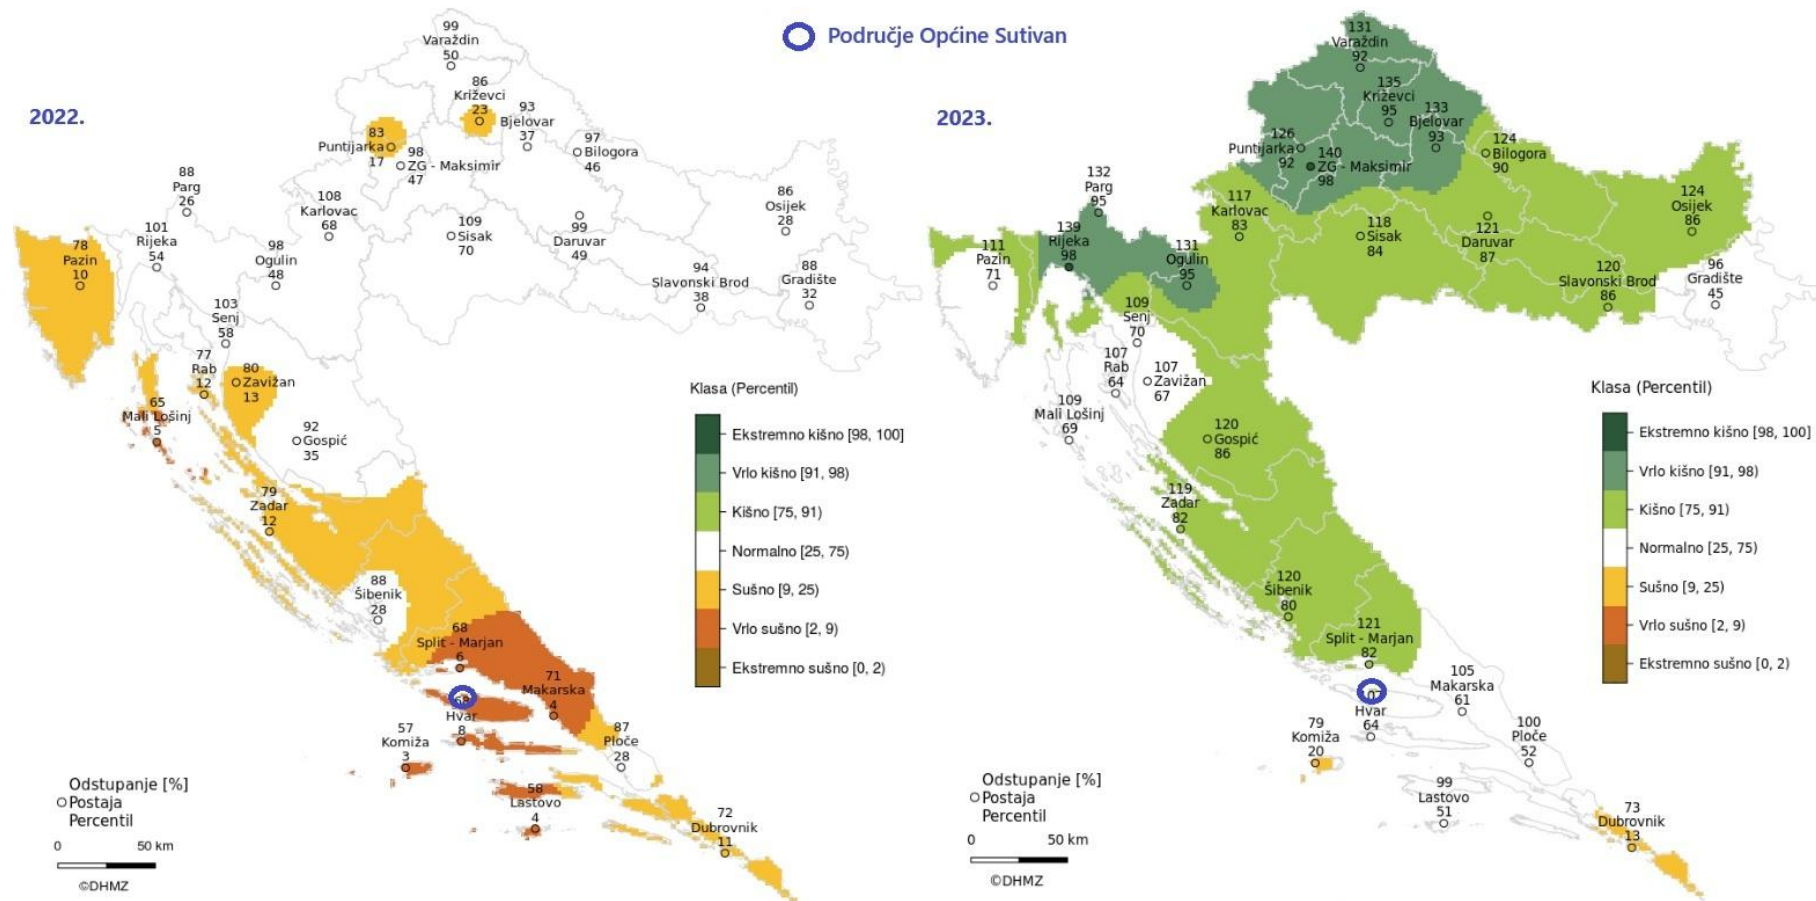 Područje Općine Sutivan
2022.
99
Varaždin
50
86
Križevci
23
93
Bjelovar
37
83
Puntijarka
17
98
ZG - Maksimir
47
97
Bilogora
46
88
Parg
26
108
Karlovac
68
86
Osijek
28
101
Rijeka
54
98
Ogulin
48
109
Sisak
70
99
Daruvar
49
78
Pazin
10
94
Slavonski Brod
38
88
Gradište
32
103
Senj
58
77
Rab
12
80
Zavižan
13
65
Mali Lošinj
5
92
Gospić
35
79
Zadar
12
88
Šibenik
28
68
Split - Marjan
6
71
Makarska
4
Hvar
8
57
Komiža
3
87
Ploče
28
58
Lastovo
4
72
Dubrovnik
11
Klasa (Percentil)
Ekstremno kišno [98, 100]
Vrlo kišno [91, 98)
Kišno [75, 91)
Normalno [25, 75)
Sušno [9, 25)
Vrlo sušno [2, 9)
Ekstremno sušno [0, 2)
Odstupanje [%]
Postaja
Percentil
0 50 km
©DHMZ
2023.
131
Varaždin
92
135
Križevci
95
133
Bjelovar
93
126
Puntijarka
92
140
ZG - Maksimir
98
124
Bilogora
90
132
Parg
95
117
Karlovac
83
124
Osijek
86
139
Rijeka
98
131
Ogulin
95
118
Sisak
84
121
Daruvar
87
111
Pazin
71
120
Slavonski Brod
86
96
Gradište
45
109
Senj
70
107
Rab
64
107
Zavižan
67
109
Mali Lošinj
69
120
Gospić
86
119
Zadar
82
120
Šibenik
80
121
Split - Marjan
82
105
Makarska
61
107
Hvar
64
79
Komiža
20
100
Ploče
52
99
Lastovo
51
73
Dubrovnik
13
Klasa (Percentil)
Ekstremno kišno [98, 100]
Vrlo kišno [91, 98)
Kišno [75, 91)
Normalno [25, 75)
Sušno [9, 25)
Vrlo sušno [2, 9)
Ekstremno sušno [0, 2)
Odstupanje [%]
Postaja
Percentil
0 50 km
©DHMZ